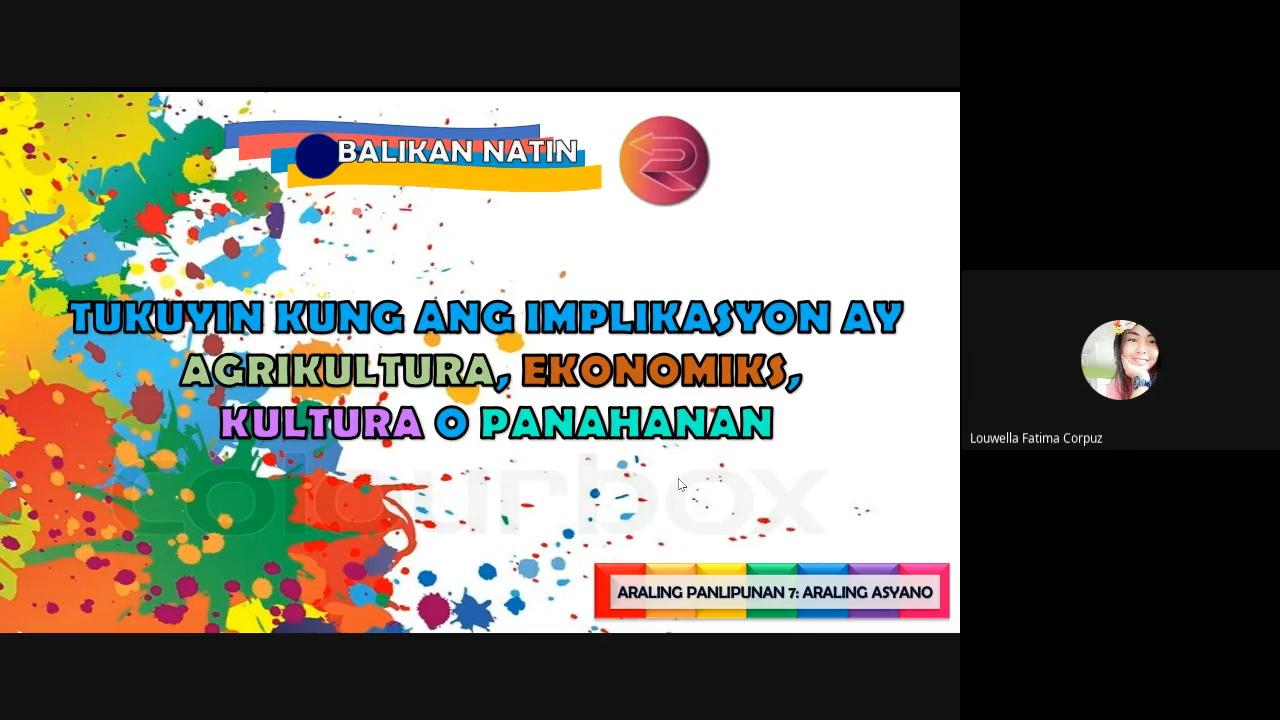 BALIKAN NATIN
TUKUYIN KUNG ANG IMPLIKASYON AY
AGRIKULTURA, EKONOMIKS,
KULTURA O PANAHANAN
colourbox
ARALING PANLIPUNAN 7: ARALING ASYANO
Louwella Fatima Corpuz